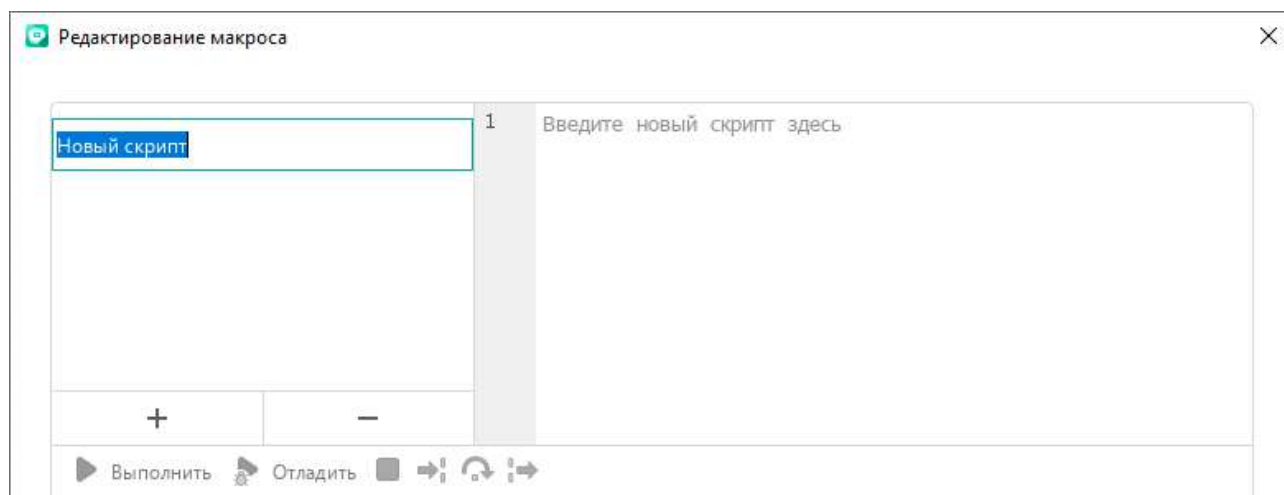 Редактирование макроса
Новый скрипт
1 Введите новый скрипт здесь
+ −
Выполнить Отладить